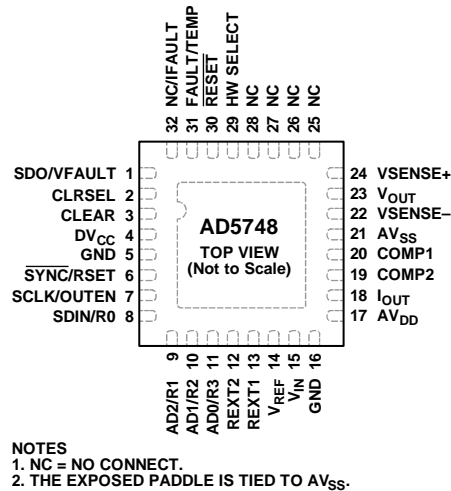 32 NC/IFAULT
31 FAULT/TEMP
30 RESET
29 HW SELECT
28 NC
27 NC
26 NC
25 NC
SDO/VFAULT 1
CLRSEL 2
CLEAR 3
DVCC 4
GND 5
SYNC/RSET 6
SCLK/OUTEN 7
SDIN/R0 8
AD5748
TOP VIEW
(Not to Scale)
24 VSENSE+
23 VOUT
22 VSENSE–
21 AVSS
20 COMP1
19 COMP2
18 IOUT
17 AVDD
AD2/R1 9
AD1/R2 10
AD0/R3 11
REXT2 12
REXT1 13
VREF 14
VIN 15
GND 16
NOTES
1. NC = NO CONNECT.
2. THE EXPOSED PADDLE IS TIED TO AVSS.